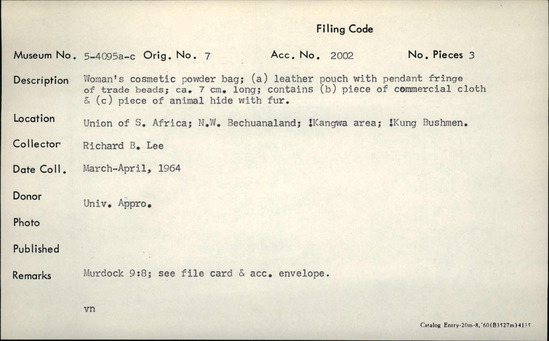 Filing Code
Museum No. 5-4095a-c Orig. No. 7 Acc. No. 2002 No. Pieces 3
Description Woman's cosmetic powder bag; (a) leather pouch with pendant fringe
of trade beads; ca. 7 cm. long; contains (b) piece of commercial cloth
& (c) piece of animal hide with fur.
Location Union of S. Africa; N.W. Bechuanaland; !Kangwa area; !Kung Bushmen.
Collector Richard B. Lee
Date Coll. March-April, 1964
Donor Univ. Appro.
Photo
Published
Remarks Murdock 9:8; see file card & acc. envelope.
vn
Catalog Entry-20m-8,'60(B3527m)4135